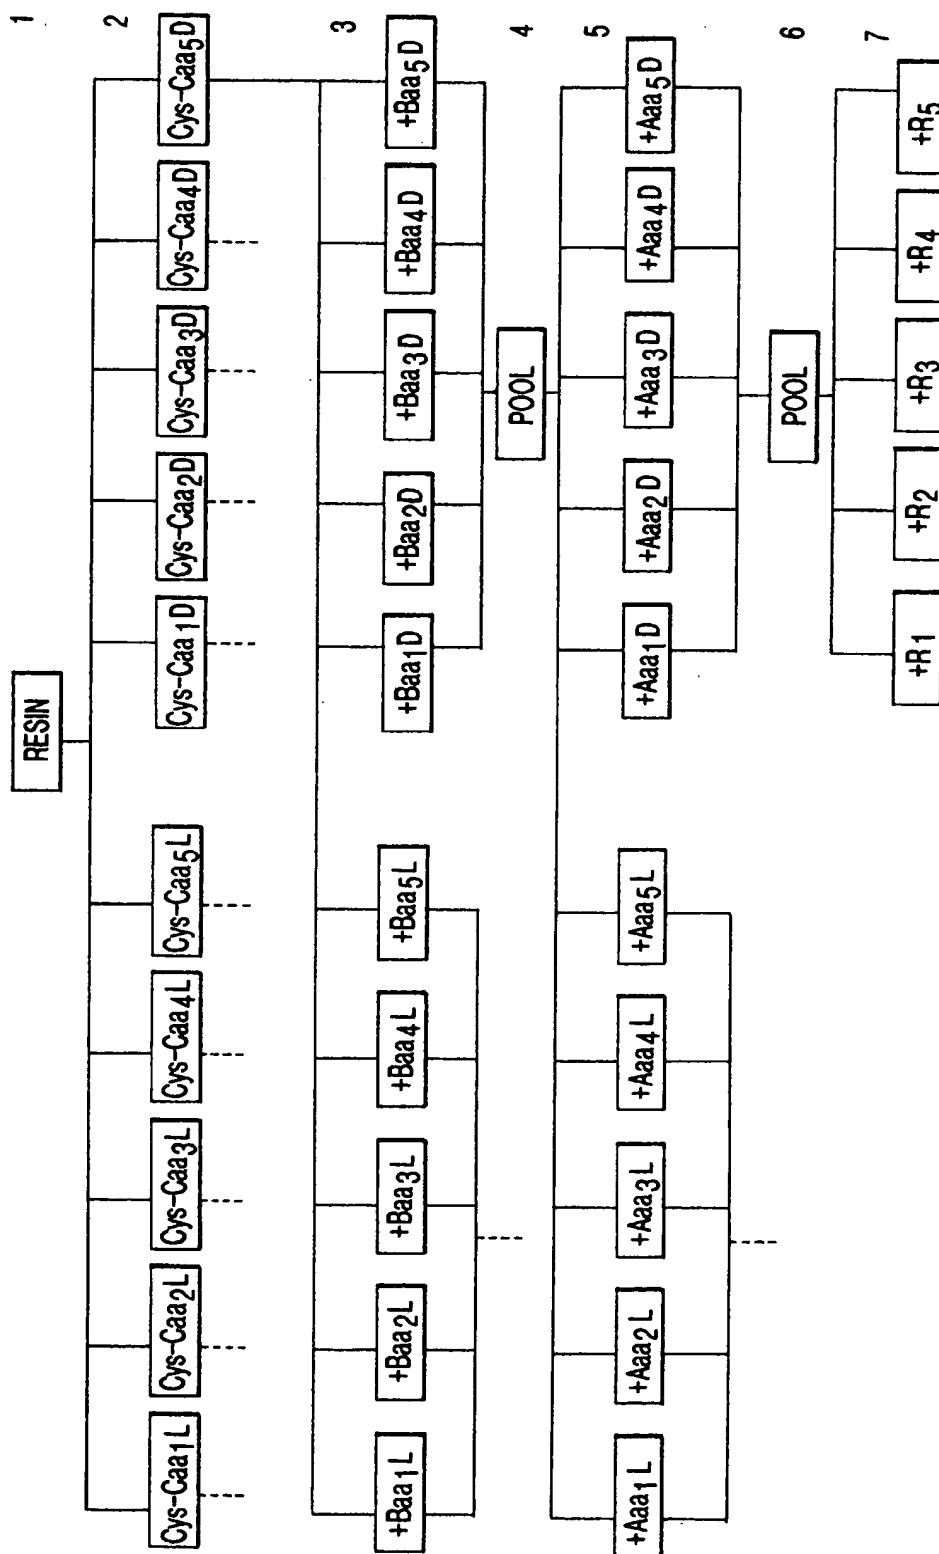 RESIN 1
Cys-Caa1L Cys-Caa2L Cys-Caa3L Cys-Caa4L Cys-Caa5L Cys-Caa1D Cys-Caa2D Cys-Caa3D Cys-Caa4D Cys-Caa5D 2
+Baa1L +Baa2L +Baa3L +Baa4L +Baa5L +Baa1D +Baa2D +Baa3D +Baa4D +Baa5D 3
POOL 4
+Aaa1L +Aaa2L +Aaa3L +Aaa4L +Aaa5L +Aaa1D +Aaa2D +Aaa3D +Aaa4D +Aaa5D 5
POOL 6
+R1 +R2 +R3 +R4 +R5 7